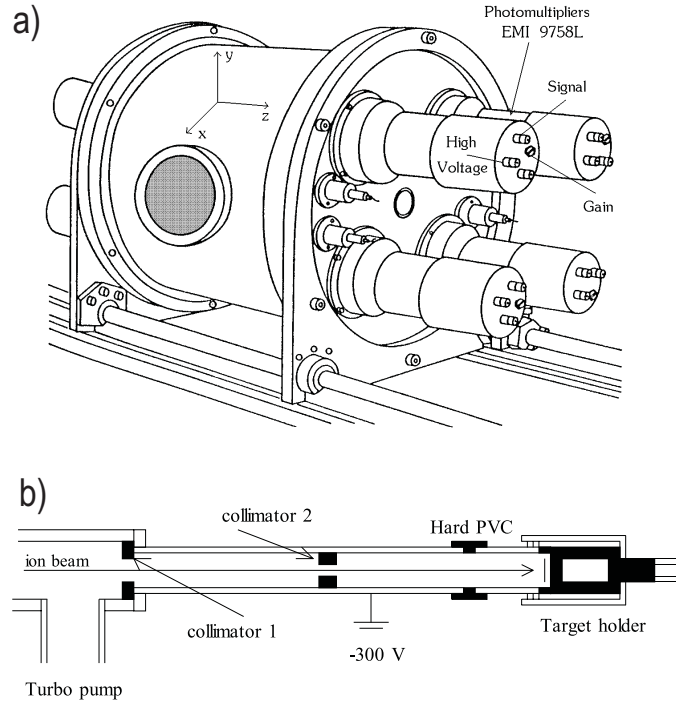 a)
Photomultipliers
EMI 9758L
Signal
y
x
z
High
Voltage
Gain
b)
collimator 2
Hard PVC
ion beam
collimator 1
Target holder
-300 V
Turbo pump